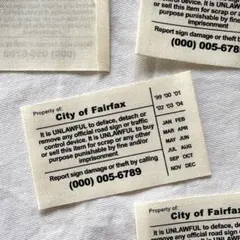 or sell this item for scrap or any other
purpose punishable by fine and/or
imprisonment
Report sign damage or theft by calling
(000) 005-6789
Property of:
City of Fairfax
It is UNLAWFUL to deface, detach or
remove any official road sign or traffic
control device. It is UNLAWFUL to buy
or sell this item for scrap or any other
purpose punishable by fine and/or
imprisonment
Report sign damage or theft by calling
(000) 005-6789
'99 '00 '01
'02 '03 '04
JAN FEB
MAR APR
MAY JUN
JUL AUG
SEP OCT
NOV DEC
Property of:
City of Fairfax
It is UNLAWFUL to deface, detach or